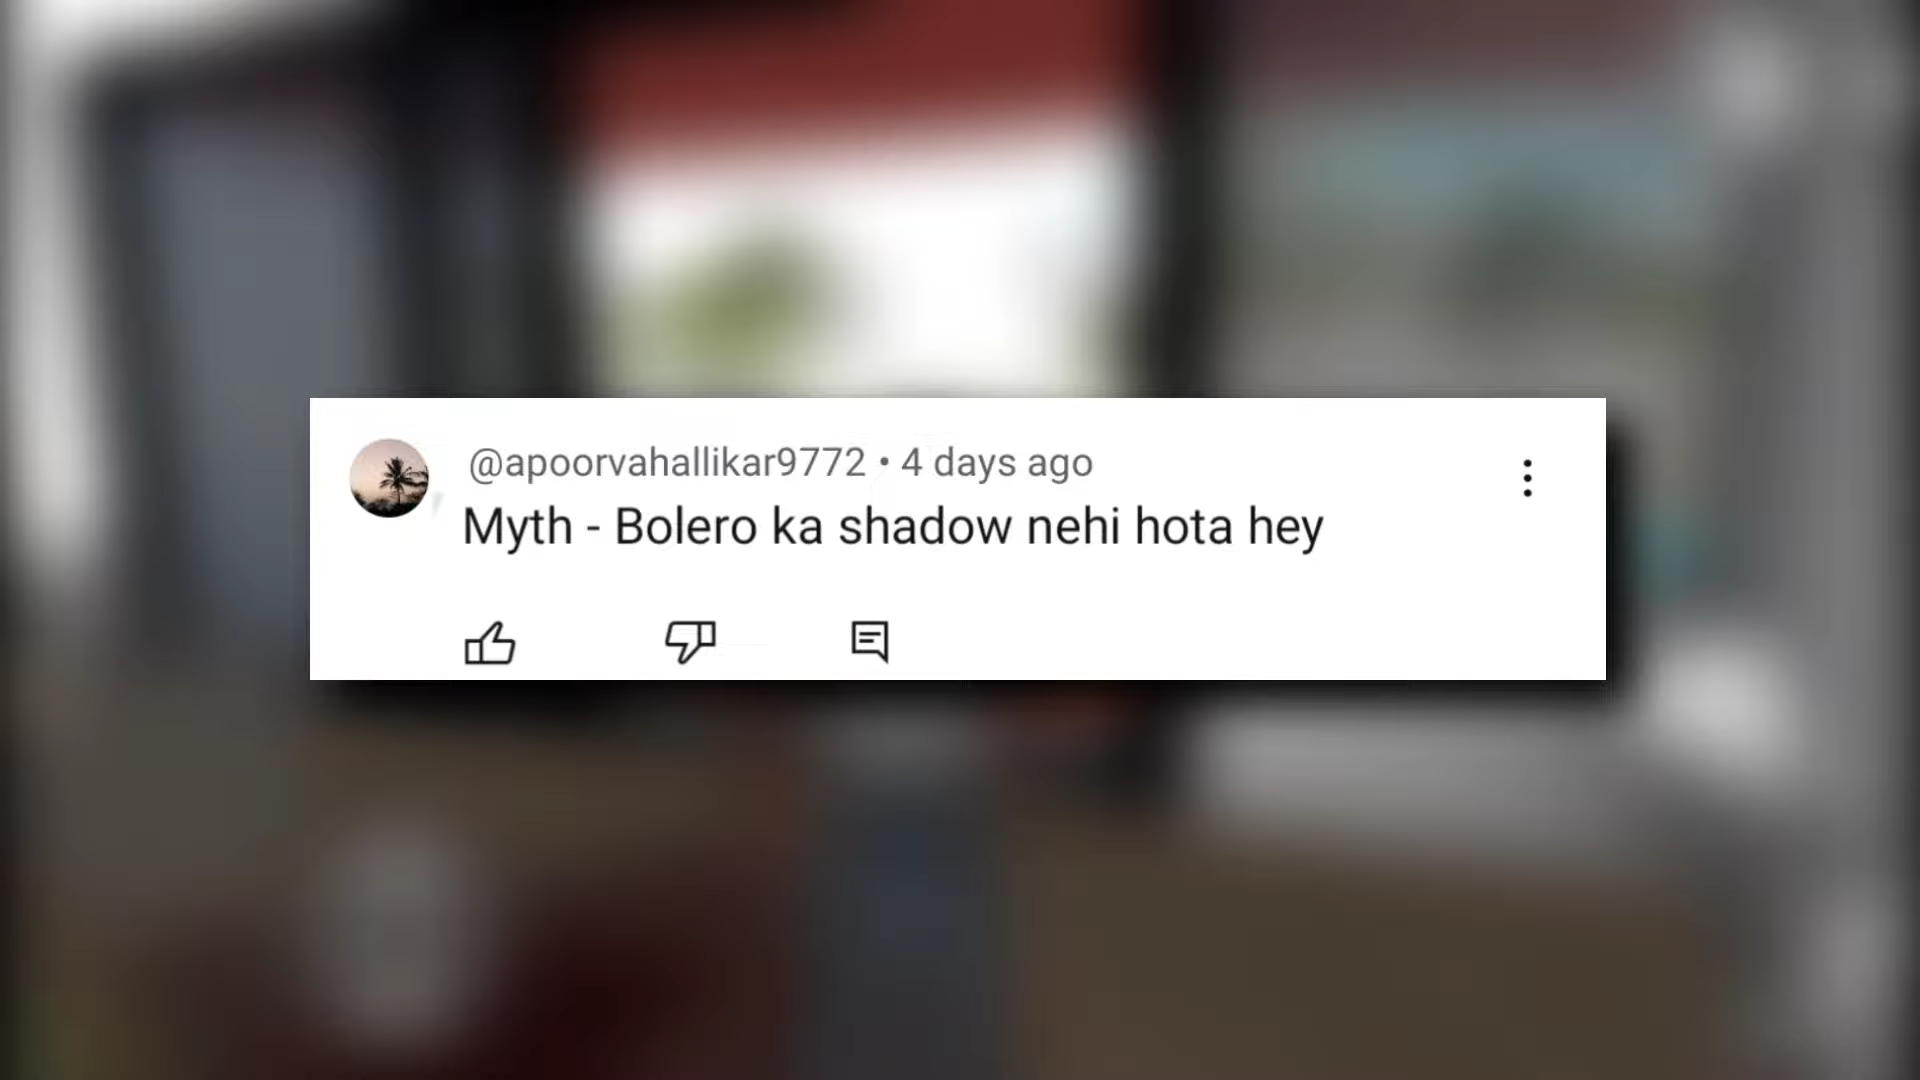 @apoorvahallikar9772 • 4 days ago
Myth - Bolero ka shadow nehi hota hey